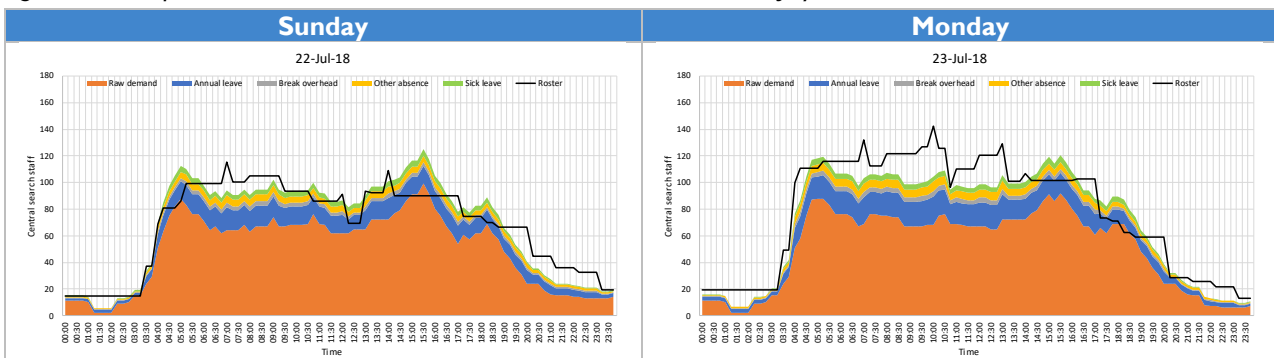 Sunday Monday
22-Jul-18
180
160
140
120
100
80
60
40
20
0
Central search staff
Raw demand Annual leave Break overhead Other absence Sick leave Roster
00:00 00:30 01:00 01:30 02:00 02:30 03:00 03:30 04:00 04:30 05:00 05:30 06:00 06:30 07:00 07:30 08:00 08:30 09:00 09:30 10:00 10:30 11:00 11:30 12:00 12:30 13:00 13:30 14:00 14:30 15:00 15:30 16:00 16:30 17:00 17:30 18:00 18:30 19:00 19:30 20:00 20:30 21:00 21:30 22:00 22:30 23:00 23:30
Time
23-Jul-18
180
160
140
120
100
80
60
40
20
0
Central search staff
Raw demand Annual leave Break overhead Other absence Sick leave Roster
00:00 00:30 01:00 01:30 02:00 02:30 03:00 03:30 04:00 04:30 05:00 05:30 06:00 06:30 07:00 07:30 08:00 08:30 09:00 09:30 10:00 10:30 11:00 11:30 12:00 12:30 13:00 13:30 14:00 14:30 15:00 15:30 16:00 16:30 17:00 17:30 18:00 18:30 19:00 19:30 20:00 20:30 21:00 21:30 22:00 22:30 23:00 23:30
Time